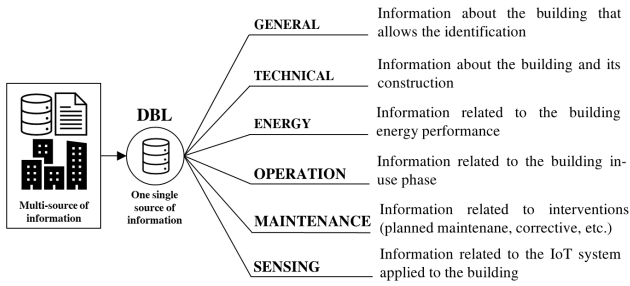 GENERAL
Information about the building that
allows the identification
TECHNICAL
Information about the building and its
construction
DBL
ENERGY
Information related to the building
energy performance
OPERATION
Information related to the building in-
use phase
Multi-source of
information
One single
source of
information
MAINTENANCE
Information related to interventions
(planned maintenane, corrective, etc.)
SENSING
Information related to the IoT system
applied to the building